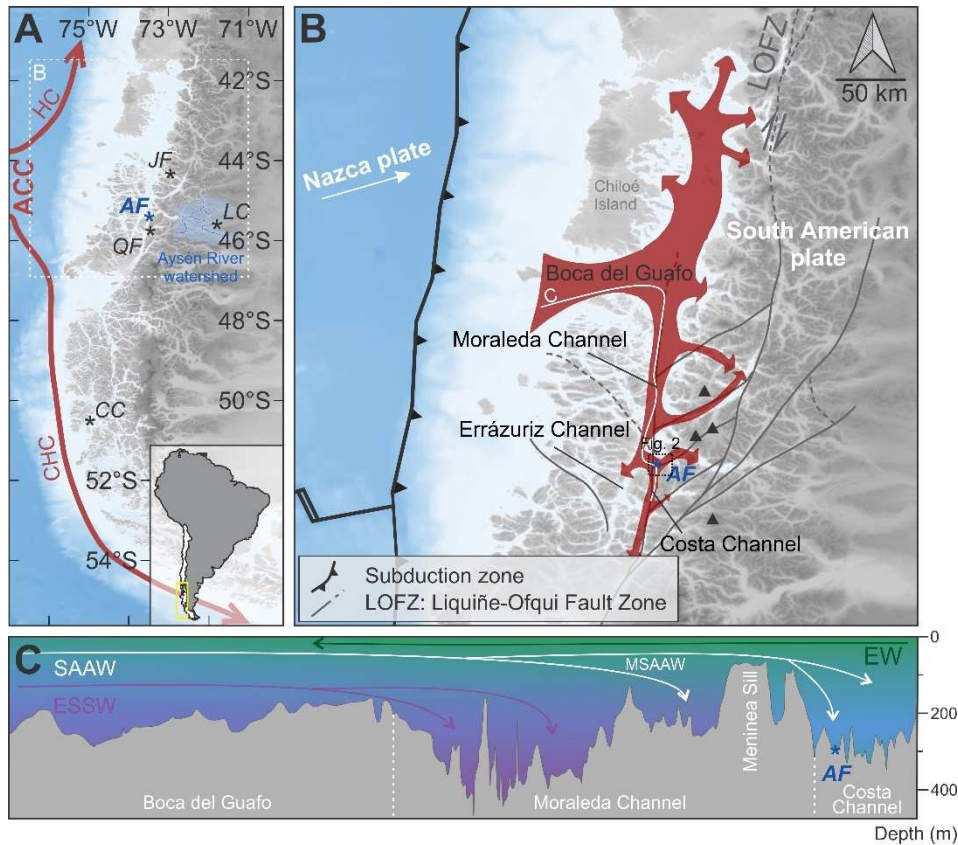 A
75°W
73°W
71°W
B
42°S
HC
ACC
JF
44°S
AF
LC
QF
46°S
Aysén River
watershed
48°S
50°S
CC
CHC
52°S
54°S
B
LOFZ
50 km
Nazca plate
Chiloé
Island
South American
plate
Boca del Guafo
C
Moraleda Channel
Errázuriz Channel
Fig. 2
AF
Costa Channel
Subduction zone
LOFZ: Liquiñe-Ofqui Fault Zone
C
0
SAAW
MSAAW
EW
ESSW
200
Meninea Sill
AF
Boca del Guafo
Moraleda Channel
Costa
Channel
400
Depth (m)